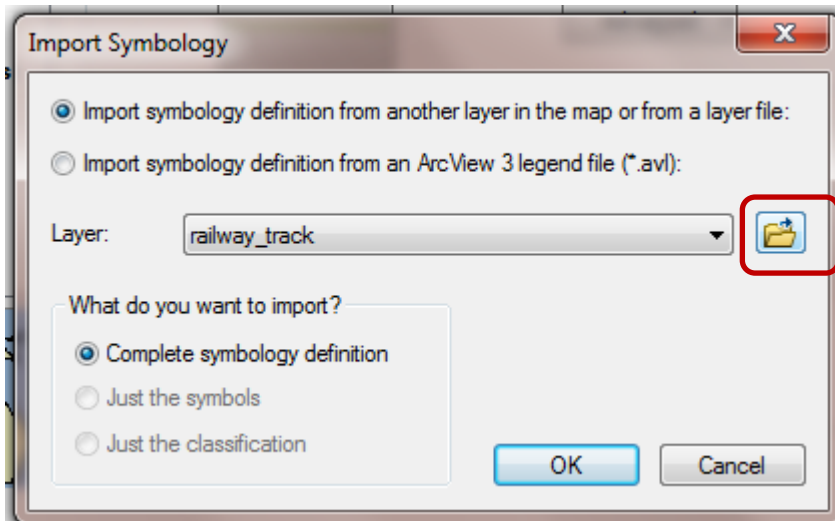 Import Symbology
Import symbology definition from another layer in the map or from a layer file:
Import symbology definition from an ArcView 3 legend file (*.avl):
Layer: railway_track
What do you want to import?
Complete symbology definition
Just the symbols
Just the classification
OK Cancel